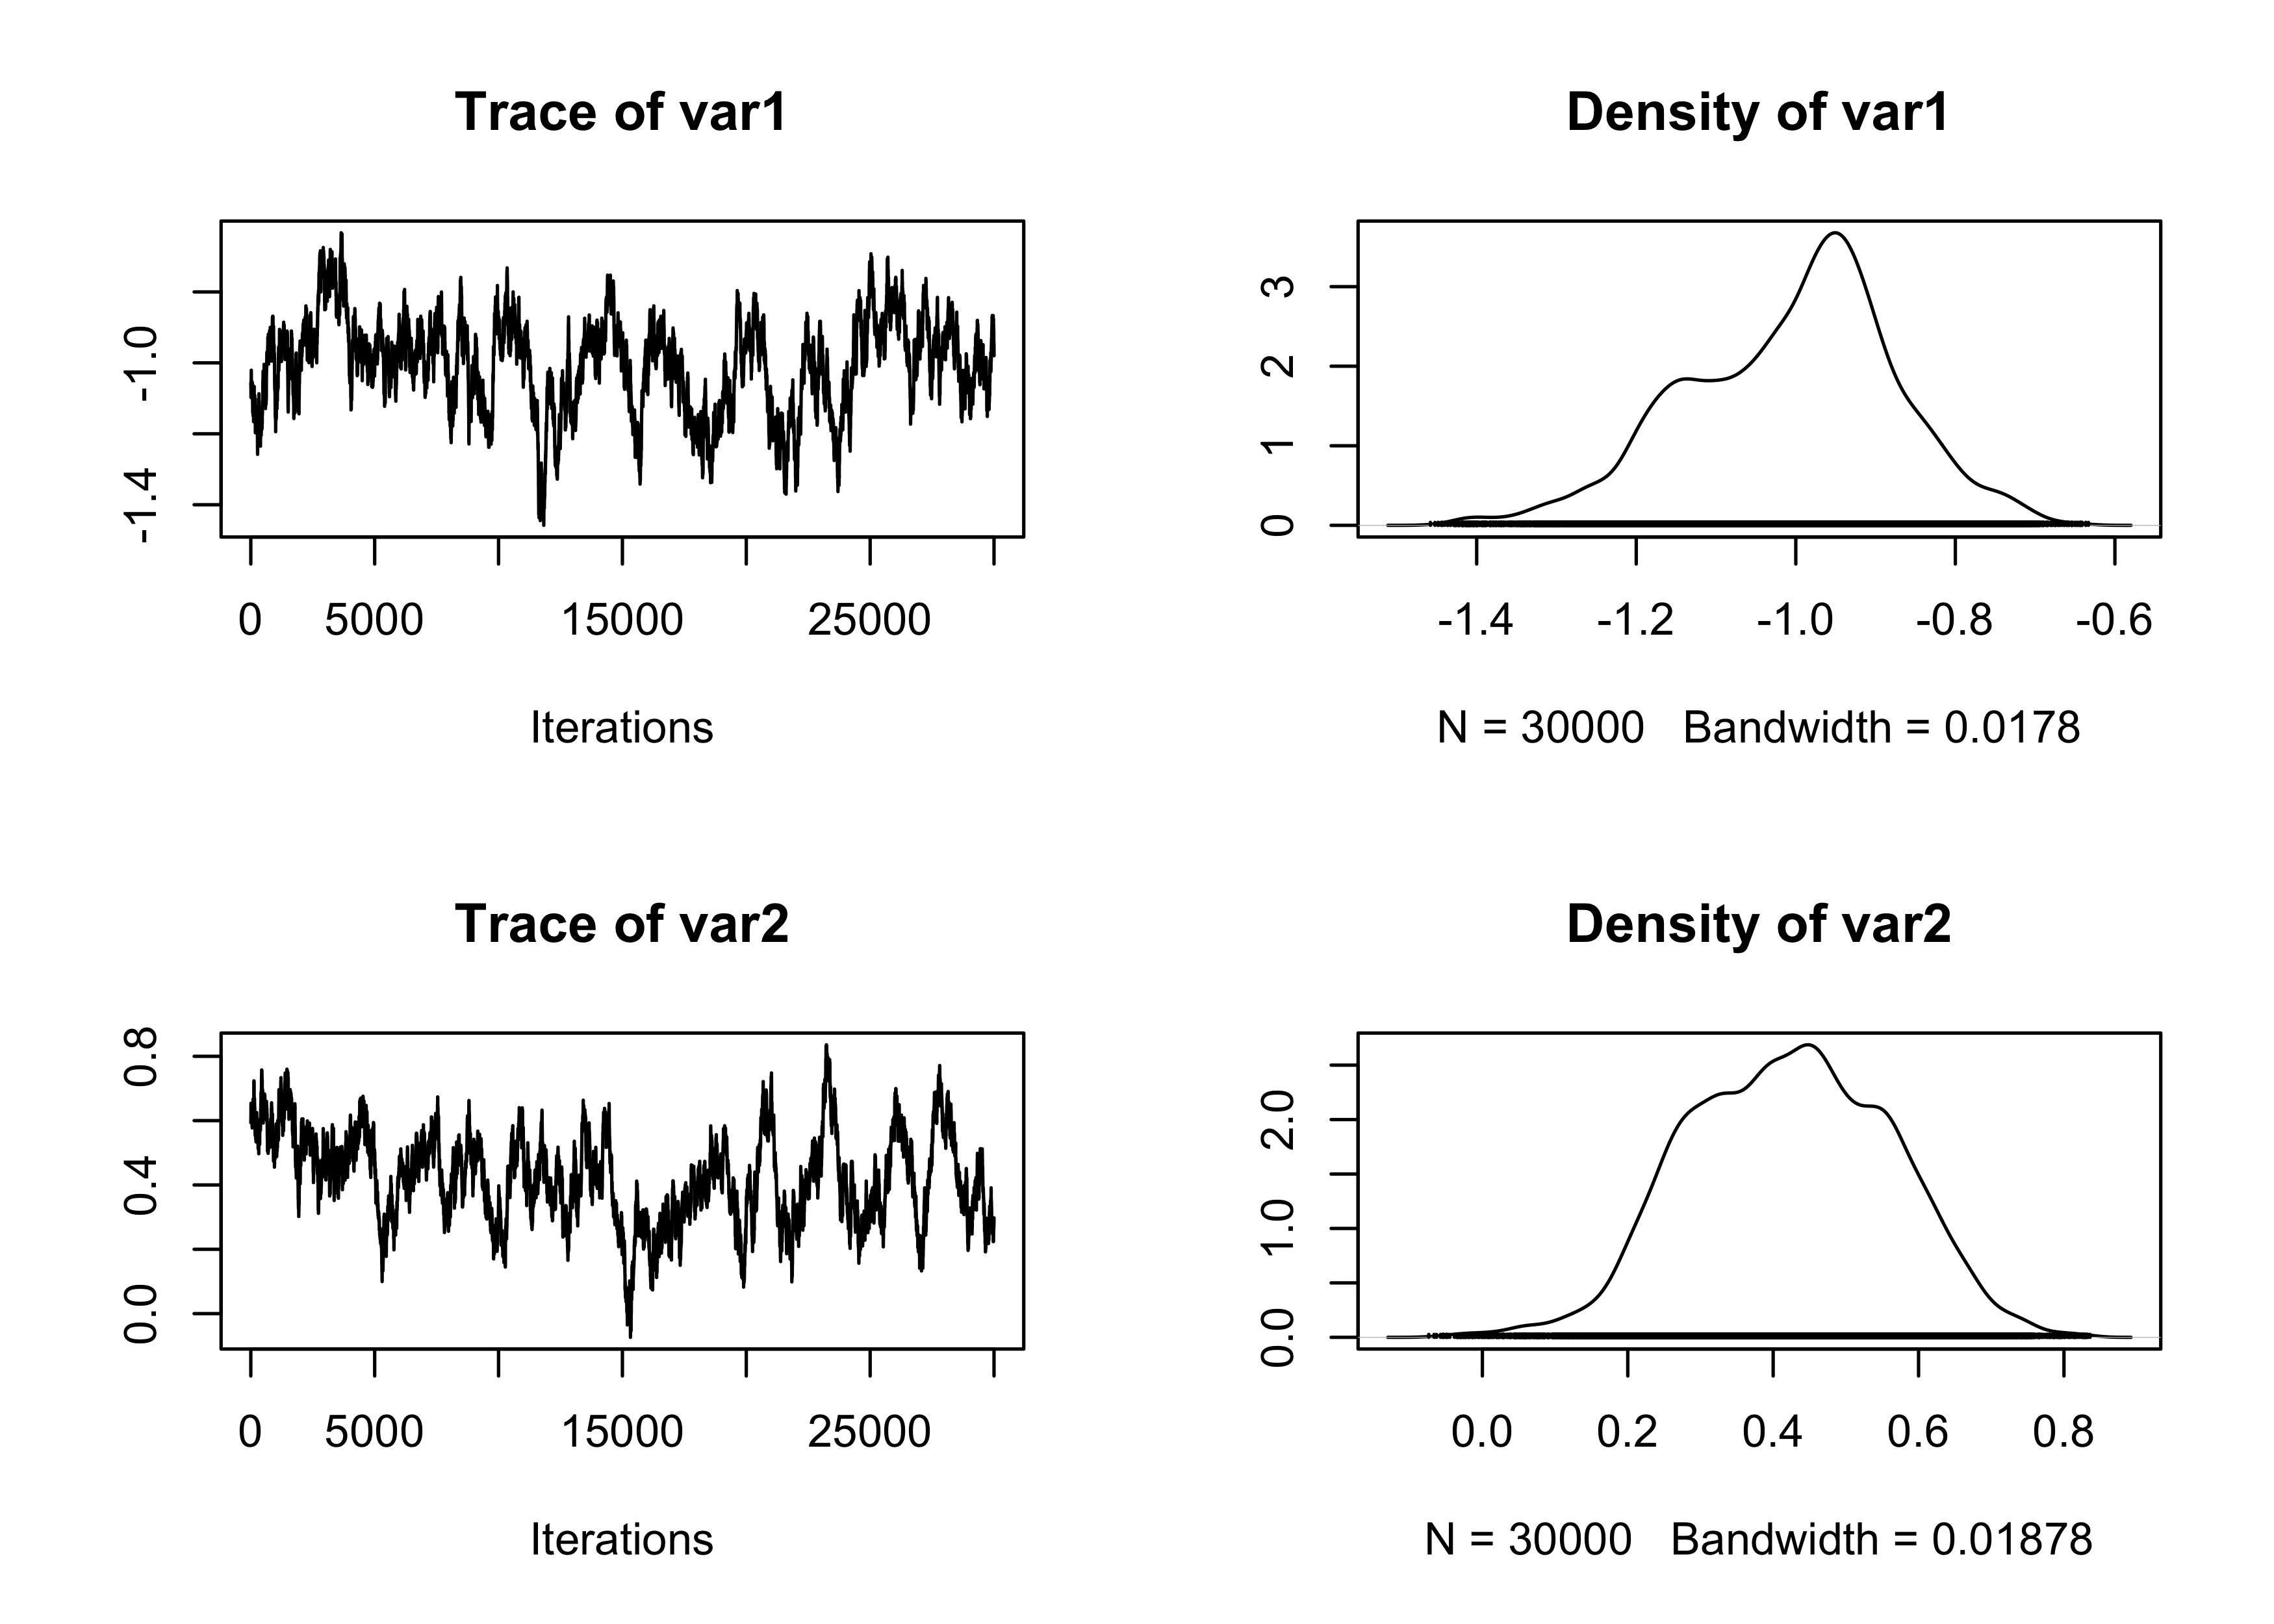 Trace of var1
-1.4 -1.0
0 5000 15000 25000
Iterations
Density of var1
0 1 2 3
-1.4 -1.2 -1.0 -0.8 -0.6
N = 30000 Bandwidth = 0.0178
Trace of var2
0.0 0.4 0.8
0 5000 15000 25000
Iterations
Density of var2
0.0 1.0 2.0
0.0 0.2 0.4 0.6 0.8
N = 30000 Bandwidth = 0.01878